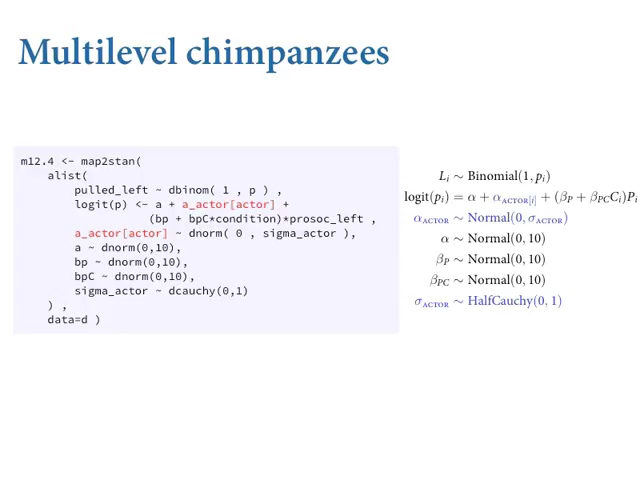 Multilevel chimpanzees
m12.4 <- map2stan(
alist(
pulled_left ~ dbinom( 1 , p ) ,
logit(p) <- a + a_actor[actor] +
(bp + bpC*condition)*prosoc_left ,
a_actor[actor] ~ dnorm( 0 , sigma_actor ),
a ~ dnorm(0,10),
bp ~ dnorm(0,10),
bpC ~ dnorm(0,10),
sigma_actor ~ dcauchy(0,1)
) ,
data=d )
Lᵢ ∼ Binomial(1, pᵢ)
logit(pᵢ) = α + α_ACTOR[i] + (β_P + β_PC Cᵢ)Pᵢ
α_ACTOR ∼ Normal(0, σ_ACTOR)
α ∼ Normal(0, 10)
β_P ∼ Normal(0, 10)
β_PC ∼ Normal(0, 10)
σ_ACTOR ∼ HalfCauchy(0, 1)